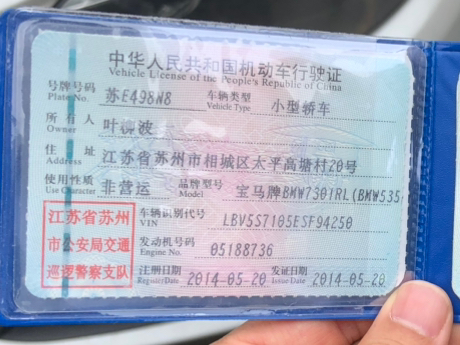 中华人民共和国机动车行驶证
Vehicle License of the People's Republic of China
号牌号码 Plate No. 苏E498N8 车辆类型 Vehicle Type 小型轿车
所有人 Owner 叶柳波
住址 Address 江苏省苏州市相城区太平高塘村20号
使用性质 Use Character 非营运 品牌型号 Model 宝马牌BMW7301RL(BMW535
江苏省苏州
市公安局交通
巡逻警察支队
车辆识别代号 VIN LBV5S7105ESF94250
发动机号码 Engine No. 05188736
注册日期 Register Date 2014-05-20 发证日期 Issue Date 2014-05-20